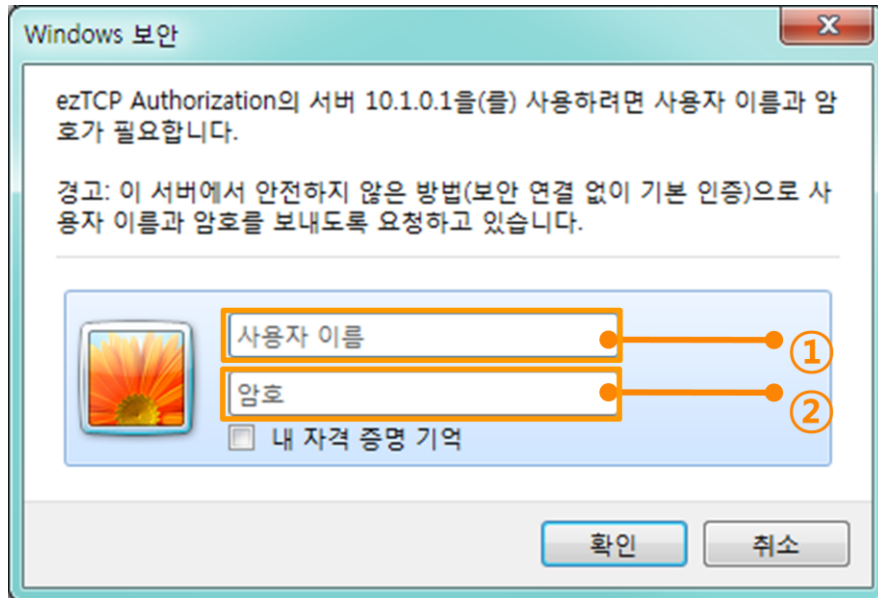 Windows 보안
ezTCP Authorization의 서버 10.1.0.1을(를) 사용하려면 사용자 이름과 암
호가 필요합니다.
경고: 이 서버에서 안전하지 않은 방법(보안 연결 없이 기본 인증)으로 사
용자 이름과 암호를 보내도록 요청하고 있습니다.
사용자 이름
①
암호
②
내 자격 증명 기억
확인
취소